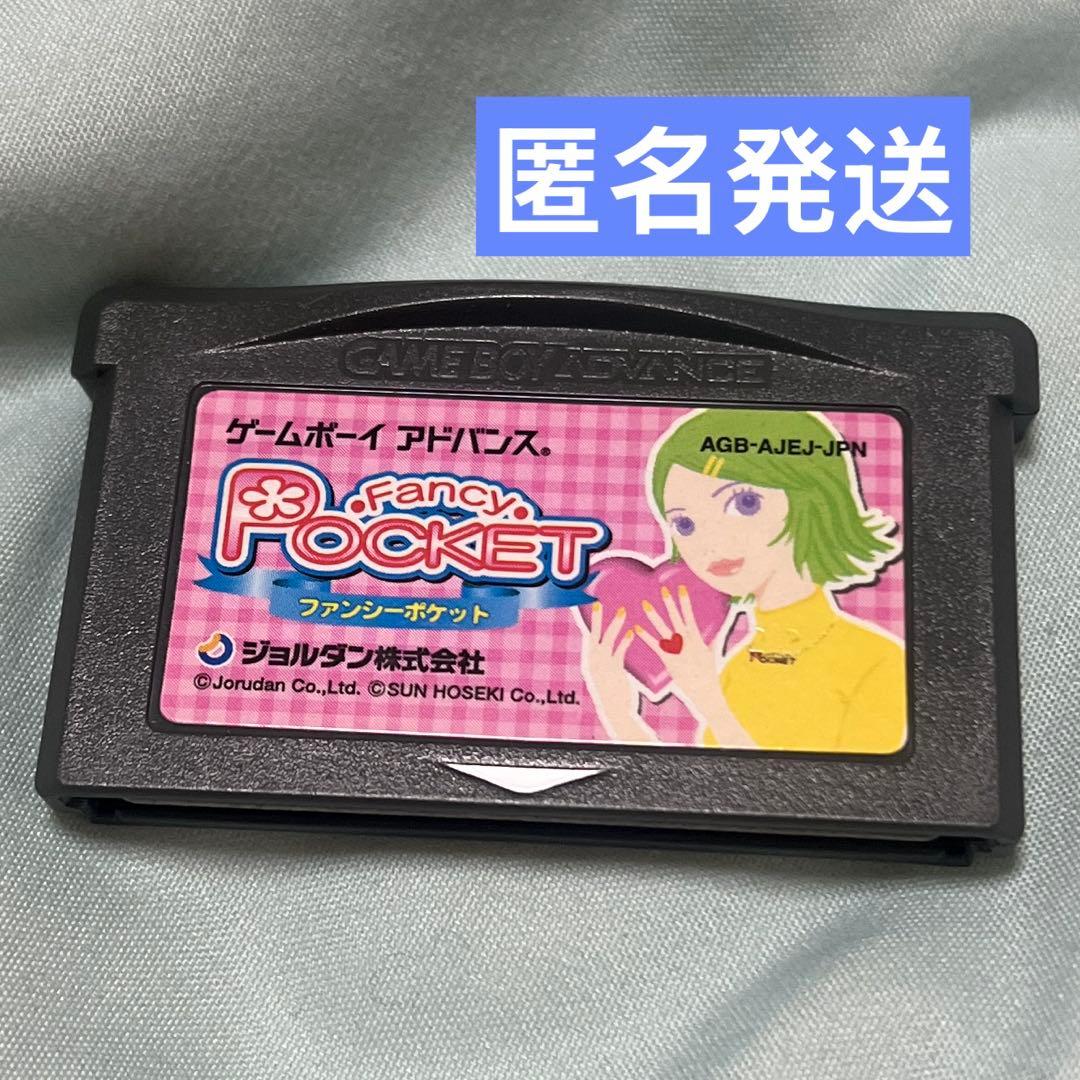 匿名発送
GAME BOY ADVANCE
ゲームボーイ アドバンス®
AGB-AJEJ-JPN
Fancy
POCKET
ファンシーポケット
POCKET
ジョルダン株式会社
©Jorudan Co.,Ltd. ©SUN HOSEKI Co.,Ltd.